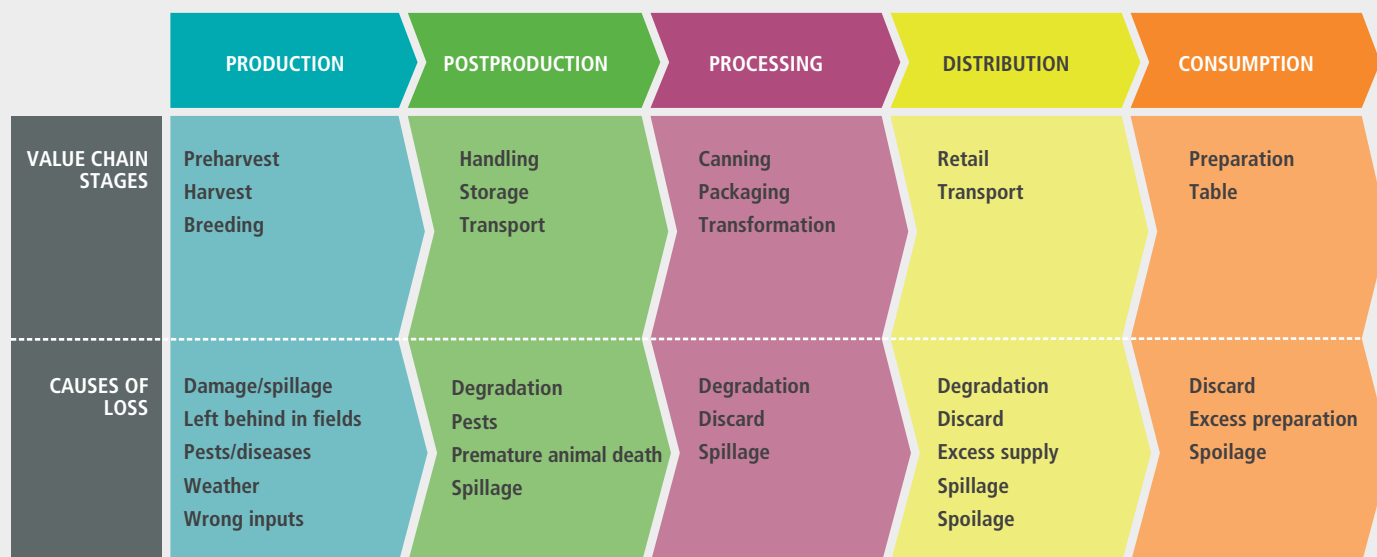 PRODUCTION
POSTPRODUCTION
PROCESSING
DISTRIBUTION
CONSUMPTION
VALUE CHAIN
STAGES
Preharvest
Harvest
Breeding
Handling
Storage
Transport
Canning
Packaging
Transformation
Retail
Transport
Preparation
Table
CAUSES OF
LOSS
Damage/spillage
Left behind in fields
Pests/diseases
Weather
Wrong inputs
Degradation
Pests
Premature animal death
Spillage
Degradation
Discard
Spillage
Degradation
Discard
Excess supply
Spillage
Spoilage
Discard
Excess preparation
Spoilage